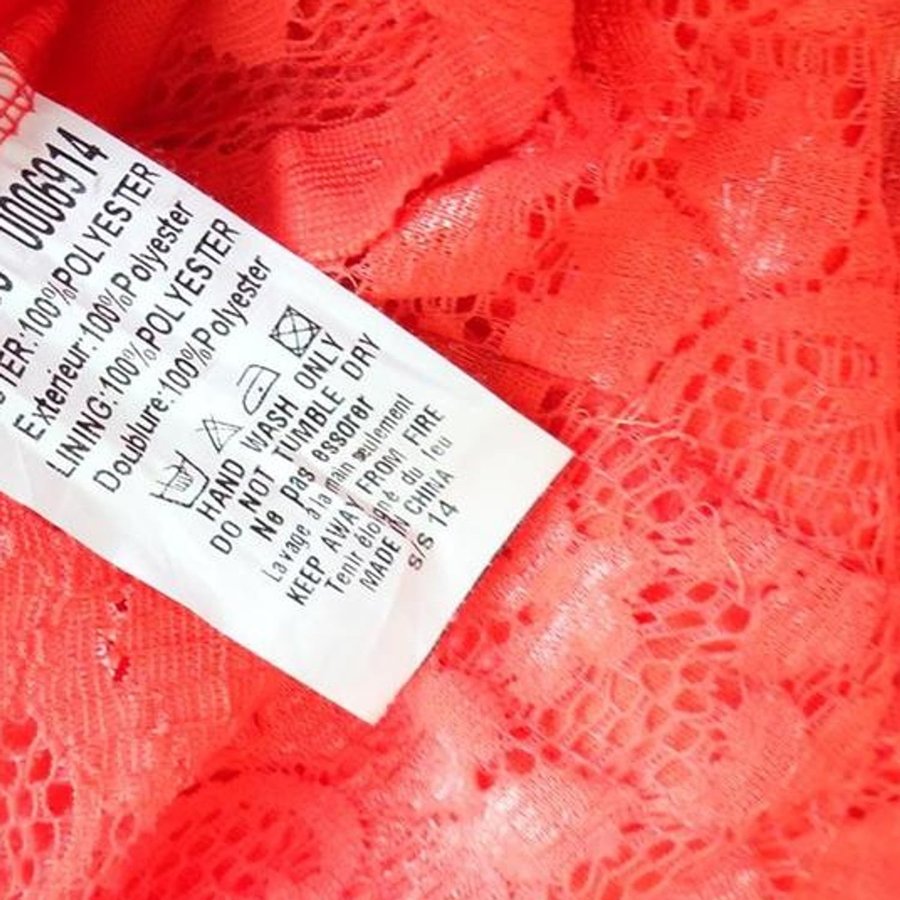 0006914
TER:100%POLYESTER
Exterieur:100%Polyester
LINING:100%POLYESTER
Doublure:100%Polyester
HAND WASH ONLY
DO NOT TUMBLE DRY
Ne pas essorer
Lavage à la main seulement
KEEP AWAY FROM FIRE
Tenir éloigné du feu
MADE IN CHINA
S/S 14